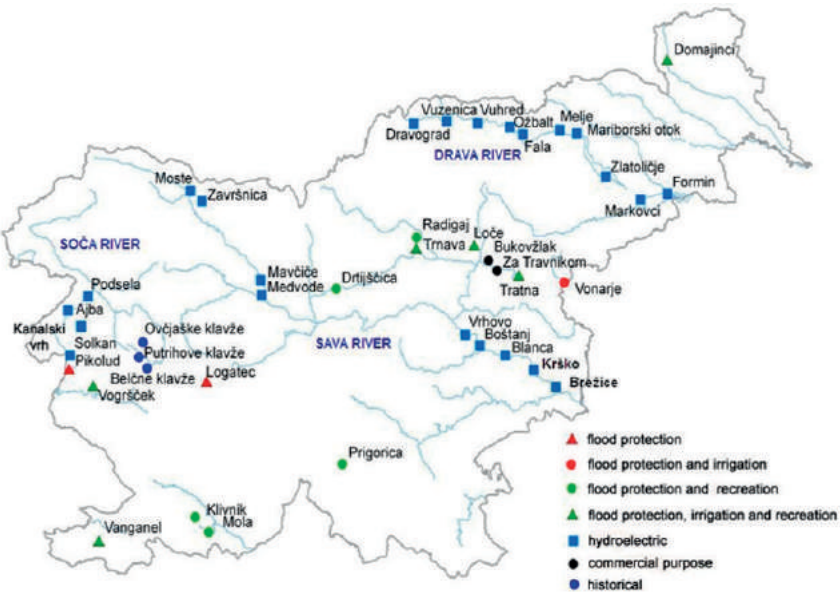 Domajinci
Vuzenica Vuhred
Ožbalt
Melje
Dravograd
Mariborski otok
Fala
DRAVA RIVER
Zlatoličje
Moste
Završnica
Formin
Markovci
Radigaj
Loče
SOČA RIVER
Trnava
Bukovžlak
Za Travnikom
Mavčiče
Drtijščica
Podsela
Medvode
Tratna
Vonarje
Ajba
Ovčjaške klavže
Vrhovo
Kanalski
vrh
Solkan
SAVA RIVER
Boštanj
Putrihove klavže
Blanca
Pikolud
Logatec
Krško
Belčne klavže
Brežice
Vogršček
flood protection
Prigorica
flood protection and irrigation
flood protection and recreation
Klivnik
Mola
flood protection, irrigation and recreation
Vanganel
hydroelectric
commercial purpose
historical